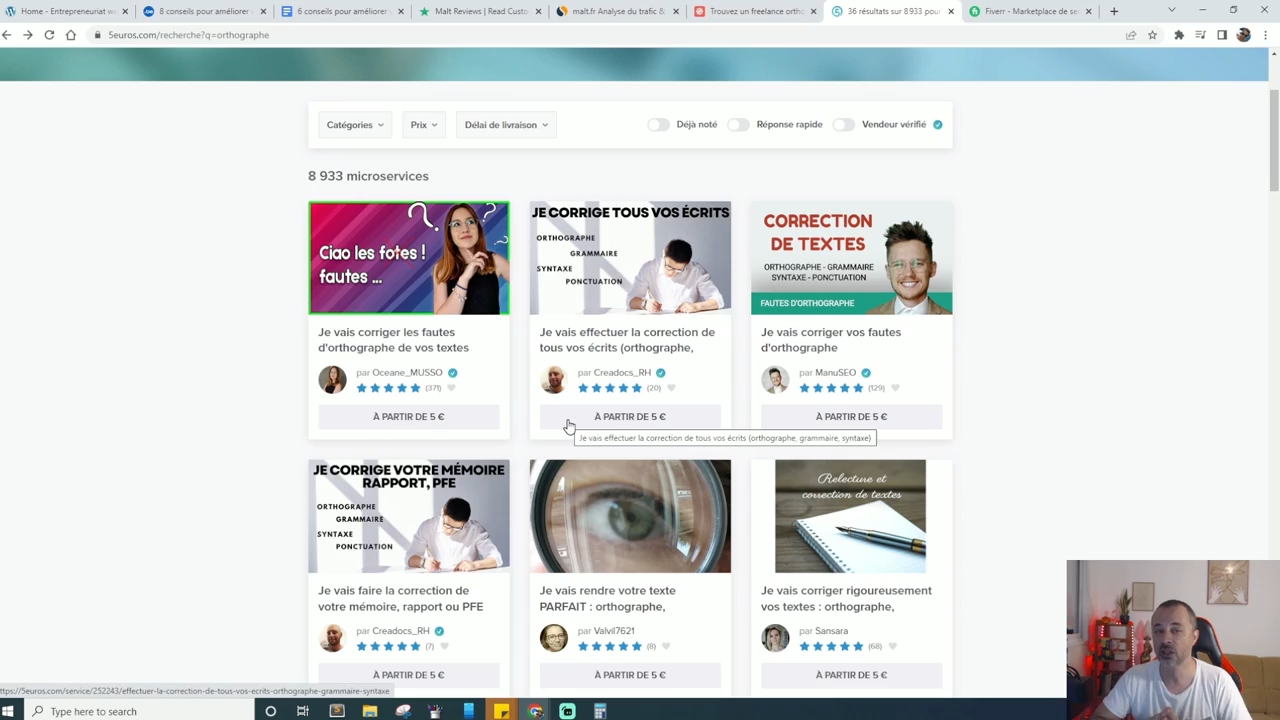 Home - Entrepreneuriat w
8 conseils pour améliorer
6 conseils pour améliorer
Malt Reviews | Read Custo
malt.fr Analyse du trafic &
Trouvez un freelance ortho
36 résultats sur 8 933 pour
Fiverr - Marketplace de se
5euros.com/recherche?q=orthographe
Catégories
Prix
Délai de livraison
Déjà noté
Réponse rapide
Vendeur vérifié
8 933 microservices
Ciao les fotes !
fautes ...
JE CORRIGE TOUS VOS ÉCRITS
ORTHOGRAPHE
GRAMMAIRE
SYNTAXE
PONCTUATION
CORRECTION
DE TEXTES
ORTHOGRAPHE - GRAMMAIRE
SYNTAXE - PONCTUATION
FAUTES D'ORTHOGRAPHE
Je vais corriger les fautes
d'orthographe de vos textes
Je vais effectuer la correction de
tous vos écrits (orthographe,
Je vais corriger vos fautes
d'orthographe
par Oceane_MUSSO
(371)
par Creadocs_RH
(20)
par ManuSEO
(129)
À PARTIR DE 5 €
À PARTIR DE 5 €
À PARTIR DE 5 €
Je vais effectuer la correction de tous vos écrits (orthographe, grammaire, syntaxe)
JE CORRIGE VOTRE MÉMOIRE
RAPPORT, PFE
ORTHOGRAPHE
GRAMMAIRE
SYNTAXE
PONCTUATION
Relecture et
correction de textes
Je vais faire la correction de
votre mémoire, rapport ou PFE
Je vais rendre votre texte
PARFAIT : orthographe,
Je vais corriger rigoureusement
vos textes : orthographe,
par Creadocs_RH
(7)
par Valvil7621
(8)
par Sansara
(68)
À PARTIR DE 5 €
À PARTIR DE 5 €
À PARTIR DE 5 €
https://5euros.com/service/252243/effectuer-la-correction-de-tous-vos-ecrits-orthographe-grammaire-syntaxe
Type here to search